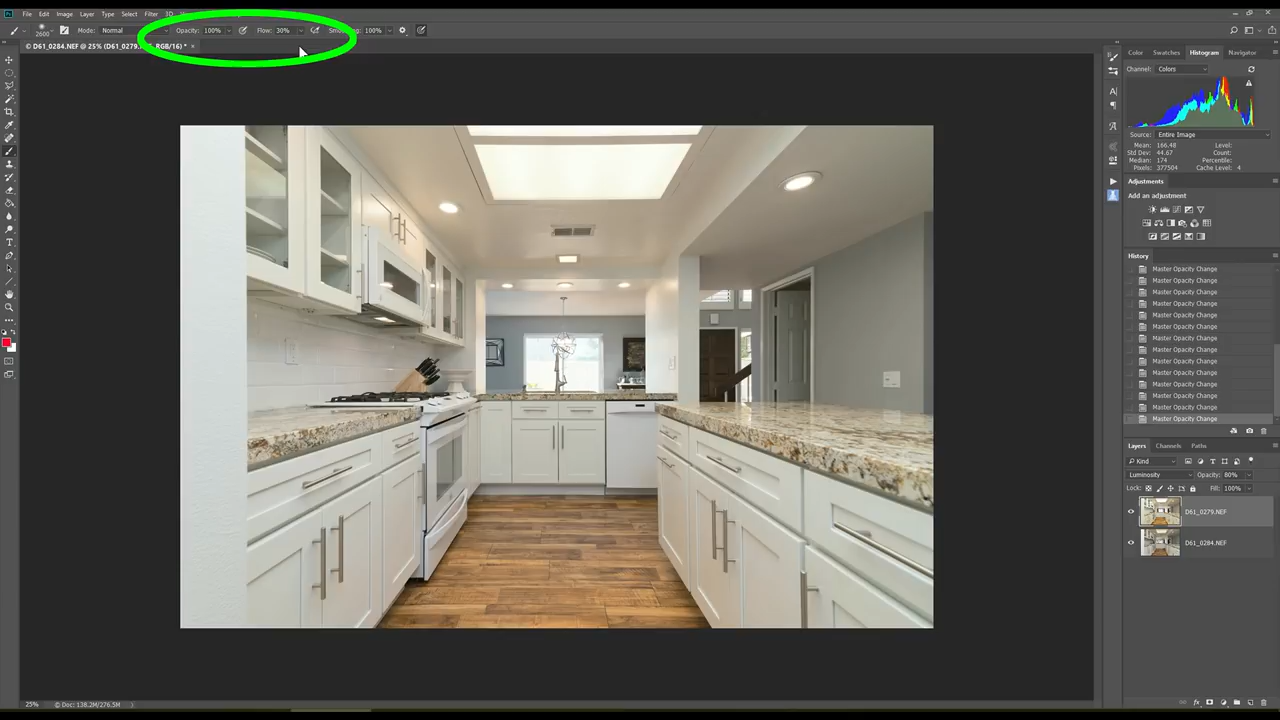 Ps File Edit Image Layer Type Select Filter 3D
2600 Mode: Normal Opacity: 100% Flow: 30% 100%
© D61_0284.NEF @ 25% (D61_0279. RGB/16) * ×
Color Swatches Histogram Navigator
Channel: Colors
Source: Entire Image
Mean: 166.48 Level:
Std Dev: 44.67 Count:
Median: 174 Percentile:
Pixels: 377504 Cache Level: 4
Adjustments
Add an adjustment
History
Master Opacity Change
Master Opacity Change
Master Opacity Change
Master Opacity Change
Master Opacity Change
Master Opacity Change
Master Opacity Change
Master Opacity Change
Master Opacity Change
Master Opacity Change
Master Opacity Change
Master Opacity Change
Master Opacity Change
Master Opacity Change
Layers Channels Paths
Kind
Luminosity Opacity: 80%
Lock: Fill: 100%
D61_0279.NEF
D61_0284.NEF
25% © Doc: 138.2M/276.5M